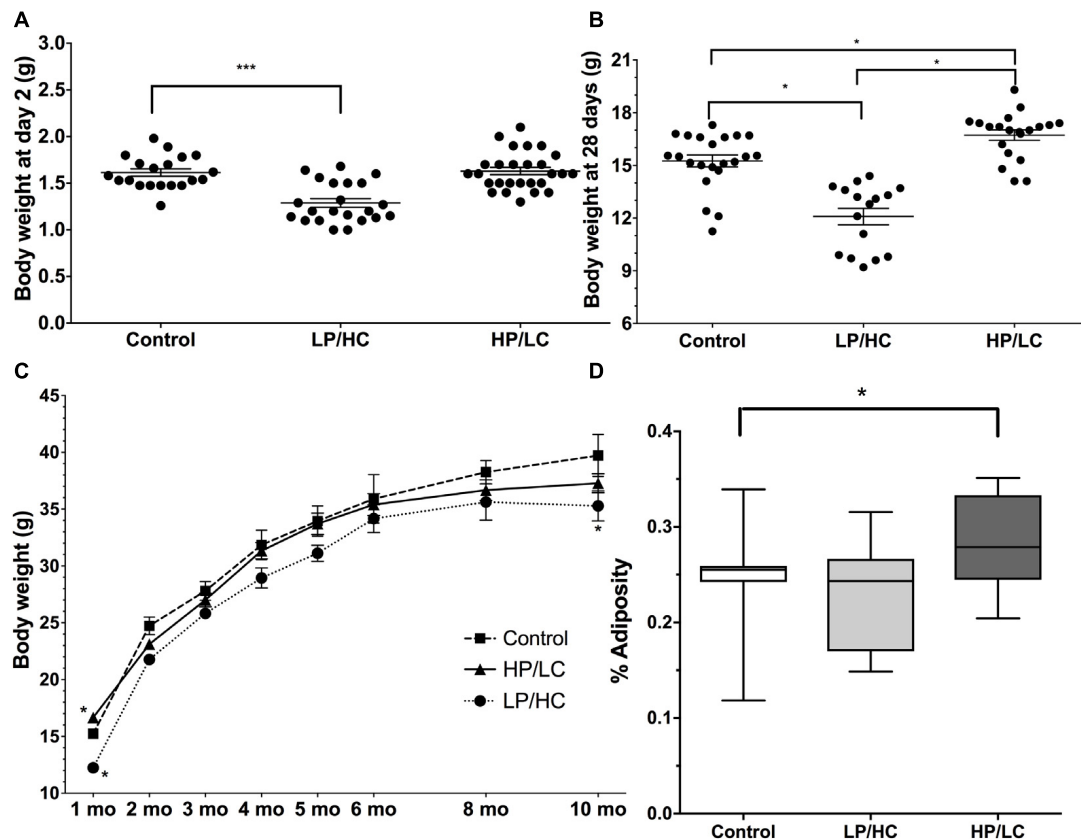 A
Body weight at day 2 (g)
3.0
2.5
2.0
1.5
1.0
0.5
0.0
***
Control LP/HC HP/LC
B
Body weight at 28 days (g)
21
18
15
12
9
6
*
*
*
Control LP/HC HP/LC
C
Body weight (g)
45
40
35
30
25
20
15
10
*
*
*
Control
HP/LC
LP/HC
1 mo 2 mo 3 mo 4 mo 5 mo 6 mo 8 mo 10 mo
D
% Adiposity
0.4
0.3
0.2
0.1
0.0
*
Control LP/HC HP/LC